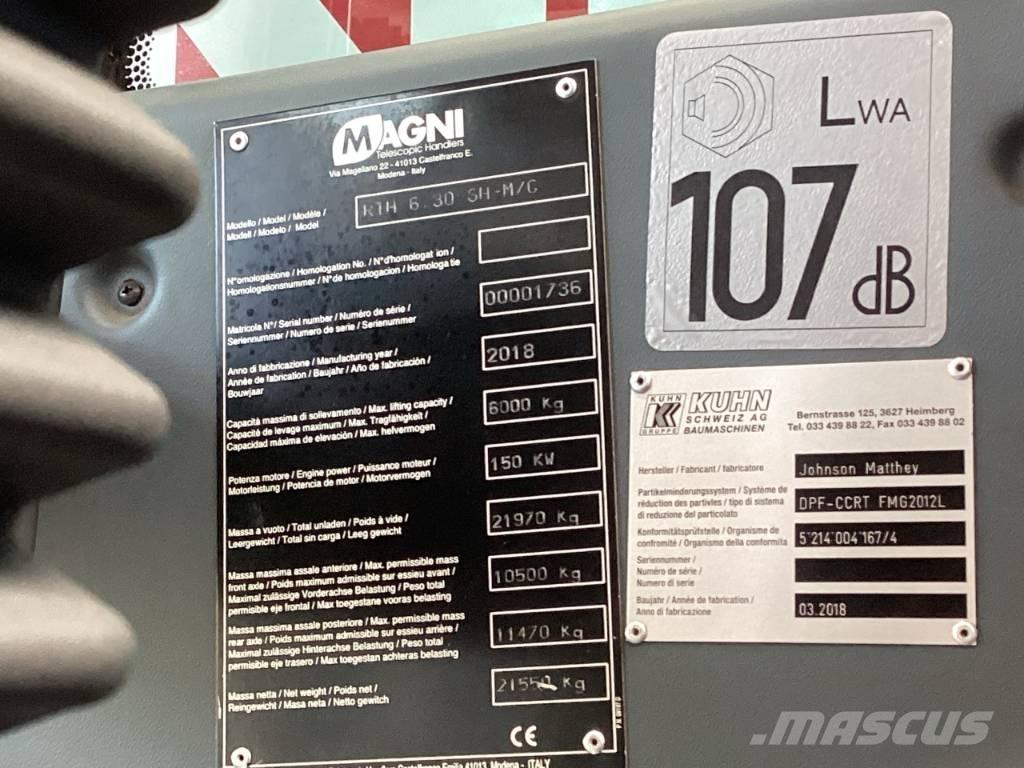 MAGNI
Telescopic Handlers
Via Magellano 22 - 41013 Castelfranco E.
Modena - Italy
Modello / Model / Modèle /
Modell / Modelo / Model
RTH 6.30 SH-M/C
N°omologazione / Homologation No. / N°d'homologat ion /
Homologationsnummer / N°de homologacion / Homologa tie
Matricola N°/ Serial number / Numéro de série /
Seriennummer / Numero de serie / Serienummer
00001736
Anno di fabbricazione / Manufacturing year /
Année de fabrication / Baujahr / Año de fabricación /
Bouwjaar
2018
Capacità massima di sollevamento / Max. lifting capacity /
Capacité de levage maximum / Max. Tragfähigkeit /
Capacidad máxima de elevación / Max. hefvermogen
6000 Kg
Potenza motore / Engine power / Puissance moteur /
Motorleistung / Potencia de motor / Motorvermogen
150 KW
Massa a vuoto / Total unladen / Poids à vide /
Leergewicht / Total sin carga / Leeg gewicht
21970 Kg
Massa massima assale anteriore / Max. permissible mass
front axle / Poids maximum admissible sur essieu avant /
Maximal zulässige Vorderachse Belastung / Peso total
permisible eje frontal / Max toegestane vooras belasting
10500 Kg
Massa massima assale posteriore / Max. permissible mass
rear axle / Poids maximum admissible sur essieu arrière /
Maximal zulässige Hinterachse Belastung / Peso total
permisible eje trasero / Max toegestan achteras belasting
11470 Kg
Massa netta / Net weight / Poids net /
Reingewicht / Masa neta / Netto gewitch
21550 Kg
CE
Emilia 41013, Modena - ITALY
LWA
107
dB
KUHN
GRUPPE
KUHN
SCHWEIZ AG
BAUMASCHINEN
Bernstrasse 125, 3627 Heimberg
Tel. 033 439 88 22, Fax 033 439 88 02
Hersteller / Fabricant / fabricatore
Johnson Matthey
Partikelminderungssystem / Système de
réduction des partivles / tipo di sistema
di reduzione del particolato
DPF-CCRT FMG2012L
Konformitätsprüfstelle / Organisme de
confromité / Organismo della conformita
5'214'004'167/4
Seriennummer /
Numéro de série /
Numero di serie
Baujahr / Année de fabrication /
Anno di fabricazione
03.2018
MASCUS